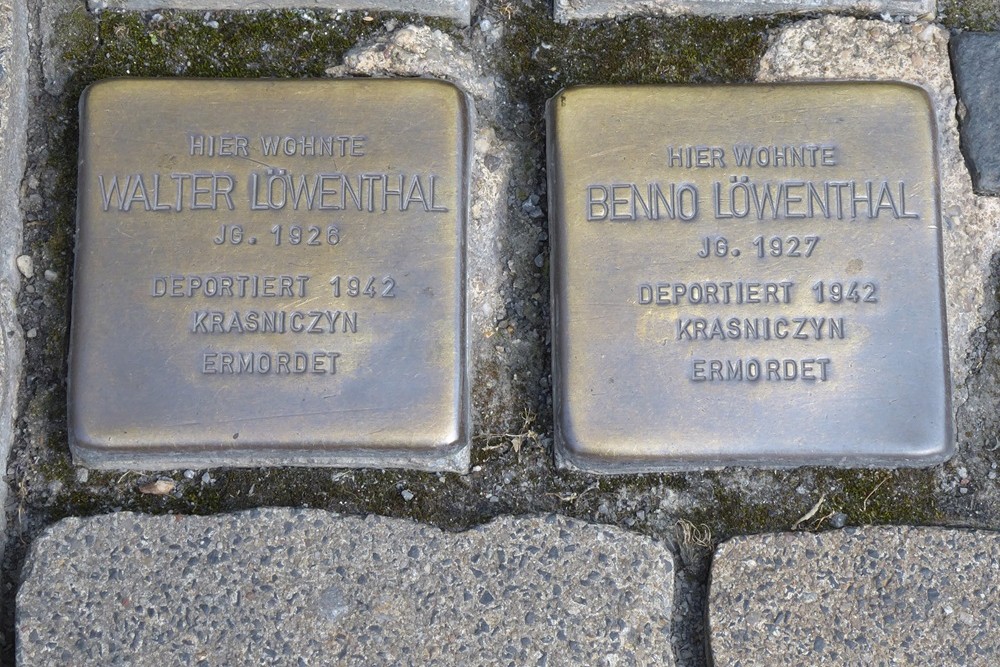 HIER WOHNTE
WALTER LÖWENTHAL
JG. 1926
DEPORTIERT 1942
KRASNICZYN
ERMORDET
HIER WOHNTE
BENNO LÖWENTHAL
JG. 1927
DEPORTIERT 1942
KRASNICZYN
ERMORDET